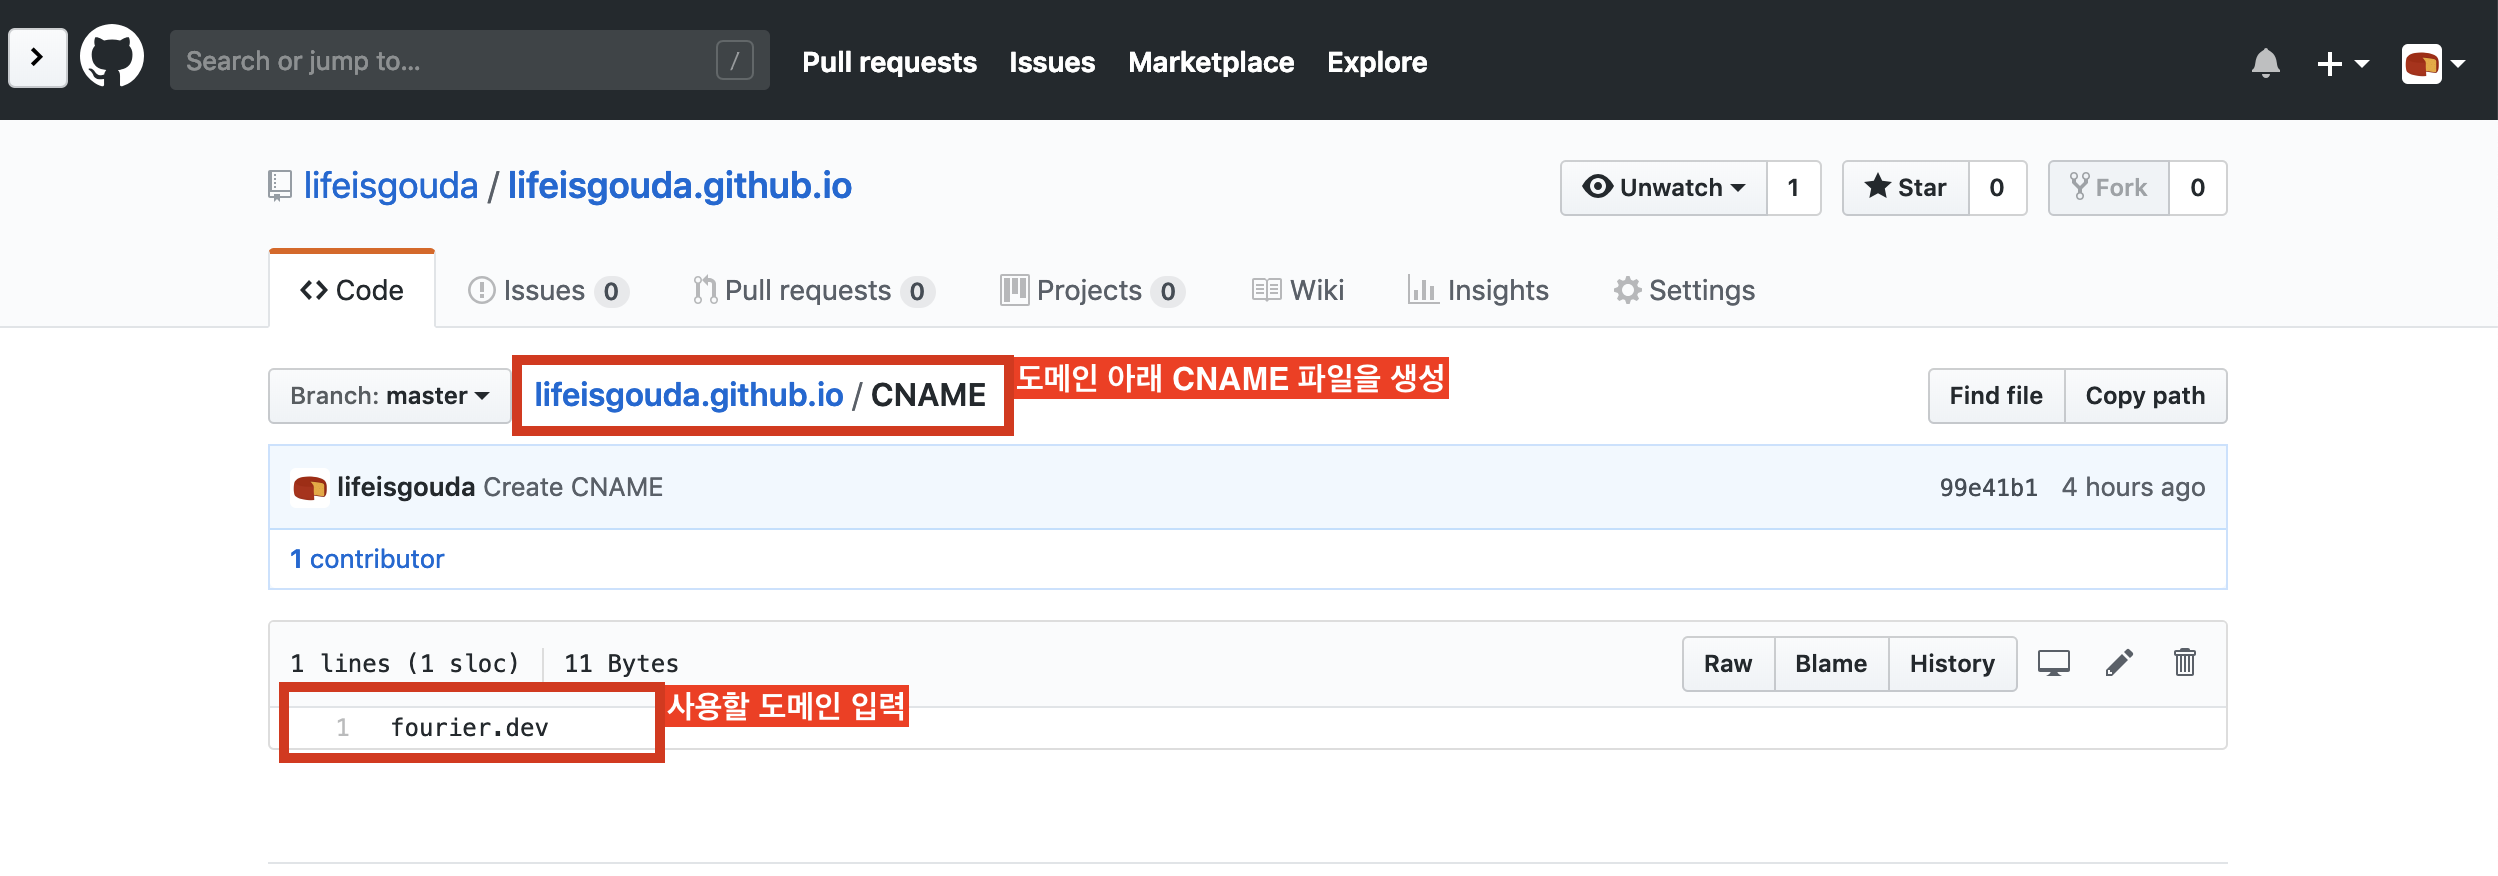 Search or jump to... /
Pull requests Issues Marketplace Explore
lifeisgouda / lifeisgouda.github.io
Unwatch 1 Star 0 Fork 0
Code Issues 0 Pull requests 0 Projects 0 Wiki Insights Settings
Branch: master lifeisgouda.github.io / CNAME 도메인 아래 CNAME 파일을 생성 Find file Copy path
lifeisgouda Create CNAME 99e41b1 4 hours ago
1 contributor
1 lines (1 sloc) 11 Bytes Raw Blame History
1 fourier.dev 사용할 도메인 입력